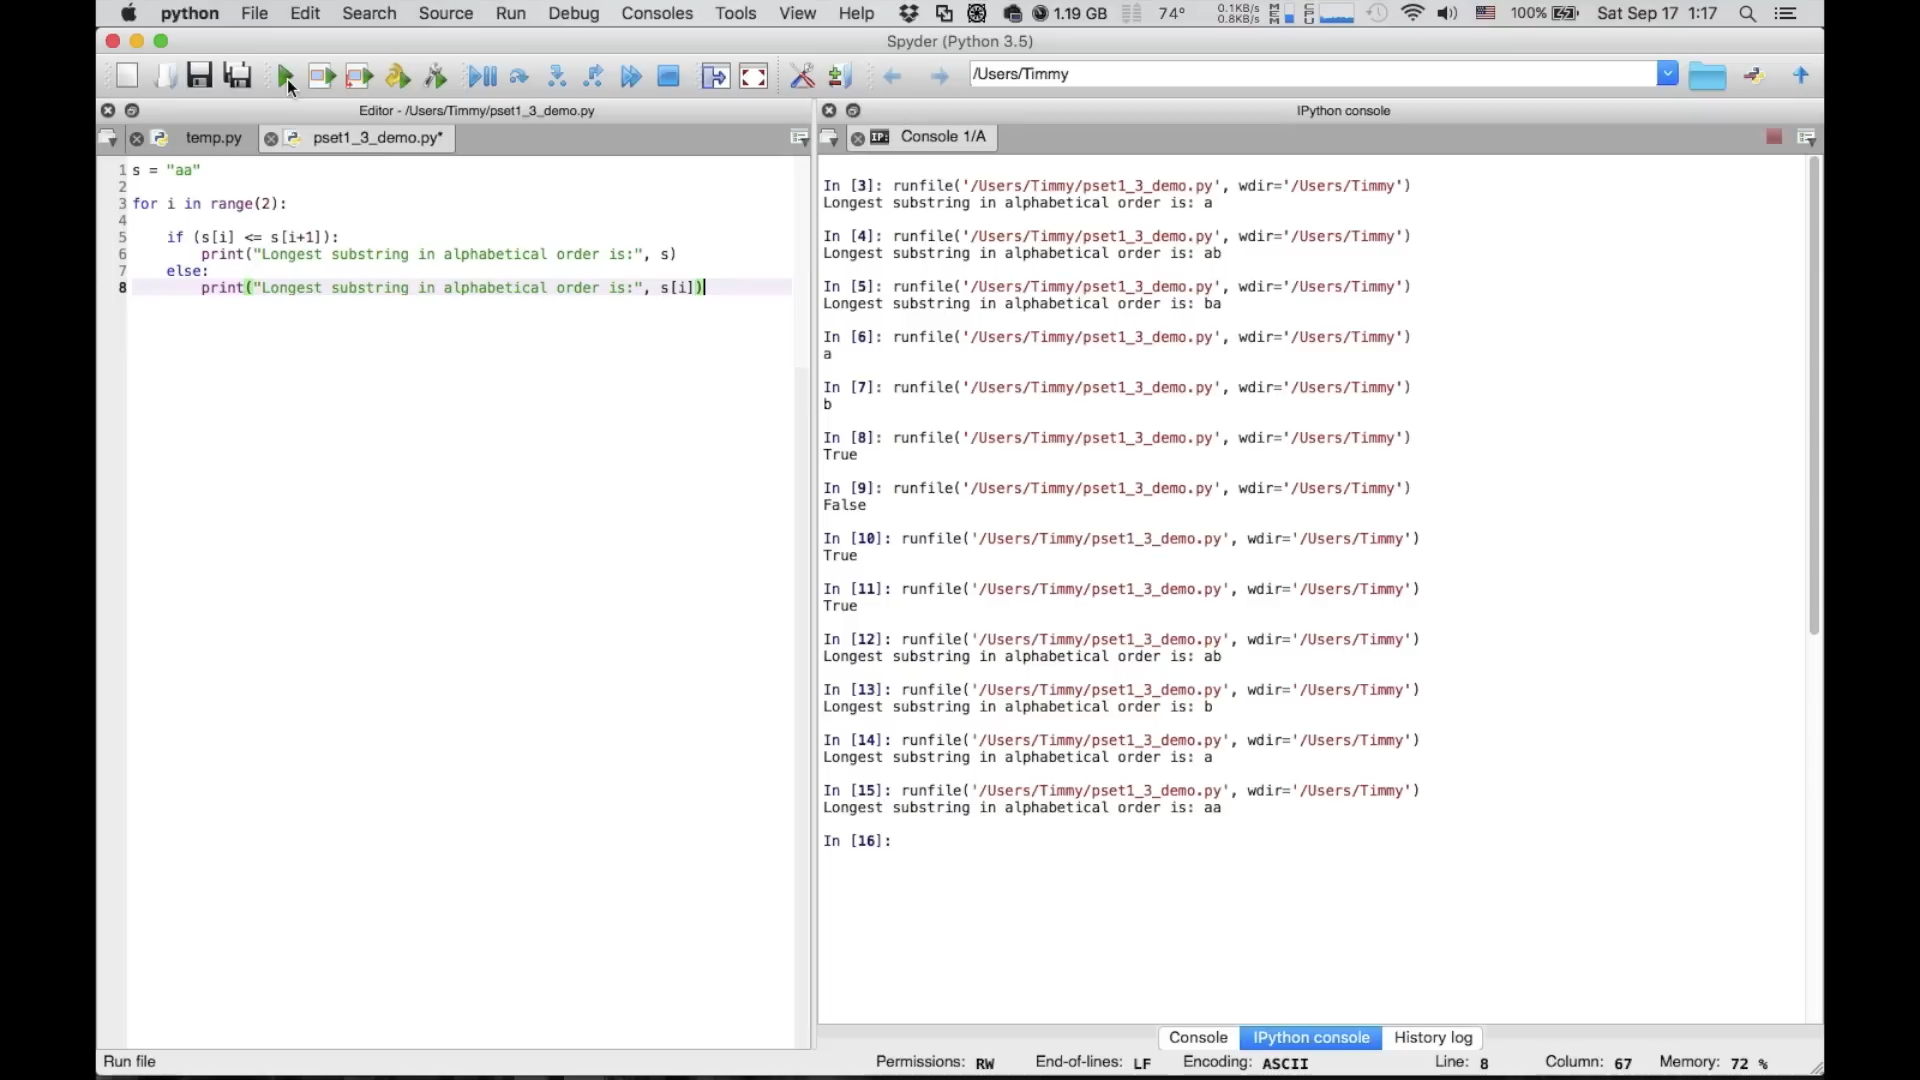 python File Edit Search Source Run Debug Consoles Tools View Help 1.19 GB 74° 0.1KB/s 0.8KB/s MEM CPU 100% Sat Sep 17 1:17
Spyder (Python 3.5)
/Users/Timmy
Editor - /Users/Timmy/pset1_3_demo.py
temp.py pset1_3_demo.py*
1 s = "aa"
2
3 for i in range(2):
4
5 if (s[i] <= s[i+1]):
6 print("Longest substring in alphabetical order is:", s)
7 else:
8 print("Longest substring in alphabetical order is:", s[i])
IPython console
IP: Console 1/A
In [3]: runfile('/Users/Timmy/pset1_3_demo.py', wdir='/Users/Timmy')
Longest substring in alphabetical order is: a
In [4]: runfile('/Users/Timmy/pset1_3_demo.py', wdir='/Users/Timmy')
Longest substring in alphabetical order is: ab
In [5]: runfile('/Users/Timmy/pset1_3_demo.py', wdir='/Users/Timmy')
Longest substring in alphabetical order is: ba
In [6]: runfile('/Users/Timmy/pset1_3_demo.py', wdir='/Users/Timmy')
a
In [7]: runfile('/Users/Timmy/pset1_3_demo.py', wdir='/Users/Timmy')
b
In [8]: runfile('/Users/Timmy/pset1_3_demo.py', wdir='/Users/Timmy')
True
In [9]: runfile('/Users/Timmy/pset1_3_demo.py', wdir='/Users/Timmy')
False
In [10]: runfile('/Users/Timmy/pset1_3_demo.py', wdir='/Users/Timmy')
True
In [11]: runfile('/Users/Timmy/pset1_3_demo.py', wdir='/Users/Timmy')
True
In [12]: runfile('/Users/Timmy/pset1_3_demo.py', wdir='/Users/Timmy')
Longest substring in alphabetical order is: ab
In [13]: runfile('/Users/Timmy/pset1_3_demo.py', wdir='/Users/Timmy')
Longest substring in alphabetical order is: b
In [14]: runfile('/Users/Timmy/pset1_3_demo.py', wdir='/Users/Timmy')
Longest substring in alphabetical order is: a
In [15]: runfile('/Users/Timmy/pset1_3_demo.py', wdir='/Users/Timmy')
Longest substring in alphabetical order is: aa
In [16]:
Console IPython console History log
Run file Permissions: RW End-of-lines: LF Encoding: ASCII Line: 8 Column: 67 Memory: 72 %